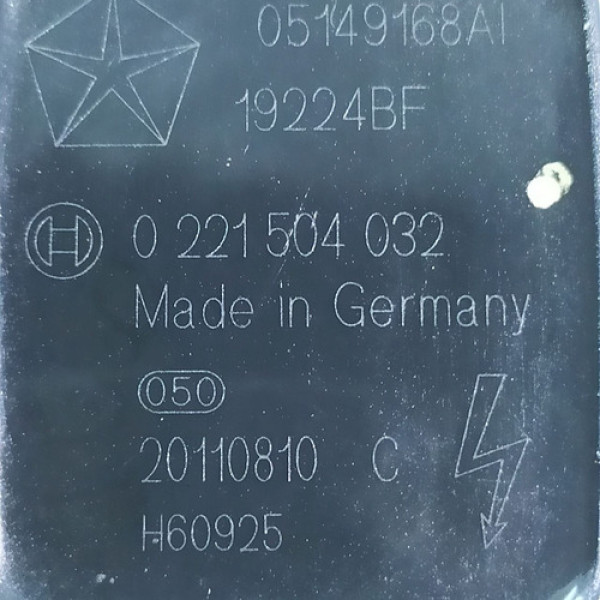 05149168AI
19224BF
H 0 221 504 032
Made in Germany
050
20110810 C
H60925